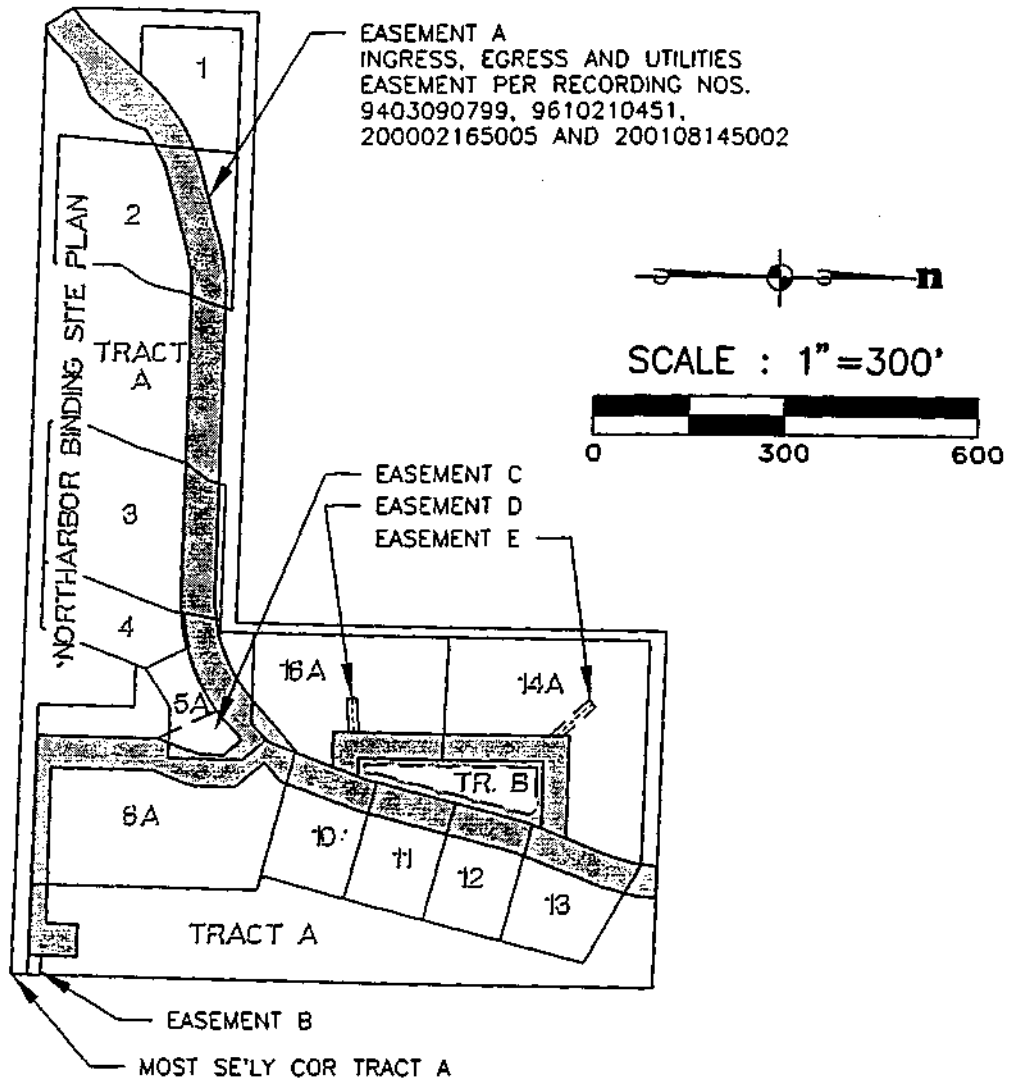 EASEMENT A
INGRESS, EGRESS AND UTILITIES
EASEMENT PER RECORDING NOS.
9403090799, 9610210451,
200002165005 AND 200108145002
1
2
'NORTHARBOR BINDING SITE PLAN
TRACT
A
n
SCALE : 1"=300'
0 300 600
EASEMENT C
EASEMENT D
EASEMENT E
3
4
5A
16A
14A
TR. B
6A
10
11
12
13
TRACT A
EASEMENT B
MOST SE'LY COR TRACT A